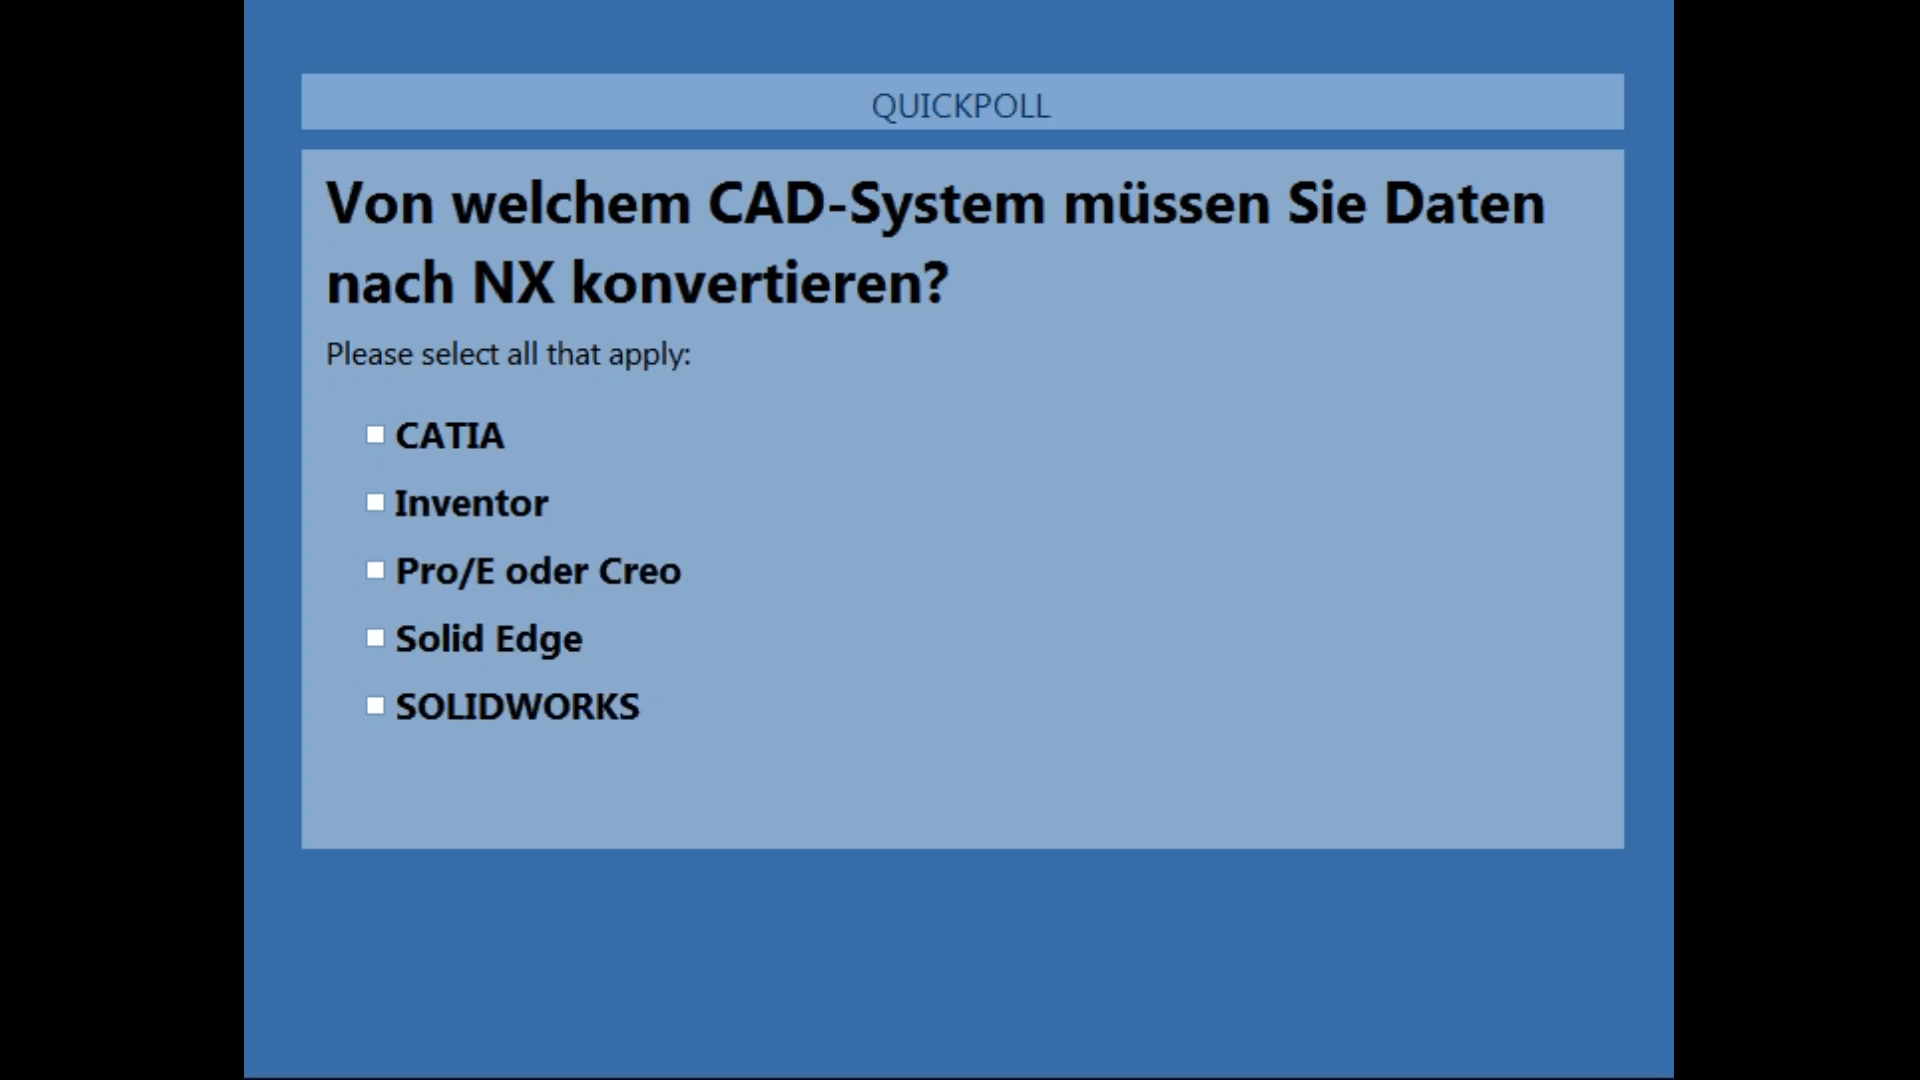 QUICKPOLL
Von welchem CAD-System müssen Sie Daten
nach NX konvertieren?
Please select all that apply:
CATIA
Inventor
Pro/E oder Creo
Solid Edge
SOLIDWORKS